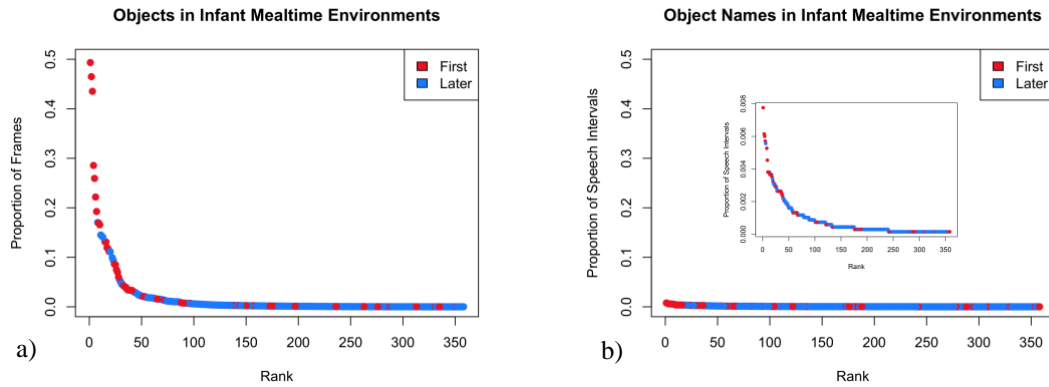 Objects in Infant Mealtime Environments
Proportion of Frames
0.0 0.1 0.2 0.3 0.4 0.5
First
Later
0 50 100 150 200 250 300 350
Rank
a)
Object Names in Infant Mealtime Environments
Proportion of Speech Intervals
0.0 0.1 0.2 0.3 0.4 0.5
First
Later
Proportion of Speech Intervals
0.000 0.002 0.004 0.006 0.008
0 50 100 150 200 250 300 350
Rank
0 50 100 150 200 250 300 350
Rank
b)